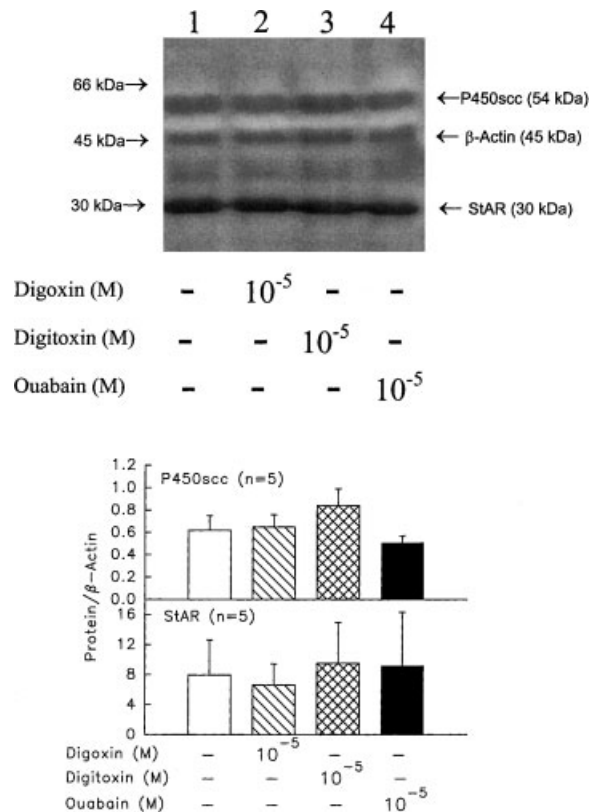 1 2 3 4
66 kDa→
←P450scc (54 kDa)
45 kDa→ ← β-Actin (45 kDa)
30 kDa→ ← StAR (30 kDa)
Digoxin (M) - 10⁻⁵ - -
Digitoxin (M) - - 10⁻⁵ -
Ouabain (M) - - - 10⁻⁵
1.2
P450scc (n=5)
1.0
0.8
0.6
0.4
0.2
0.0
Protein/β-Actin
16
StAR (n=5)
12
8
4
0
Digoxin (M) – 10⁻⁵ – –
Digitoxin (M) – – 10⁻⁵ –
Ouabain (M) – – – 10⁻⁵